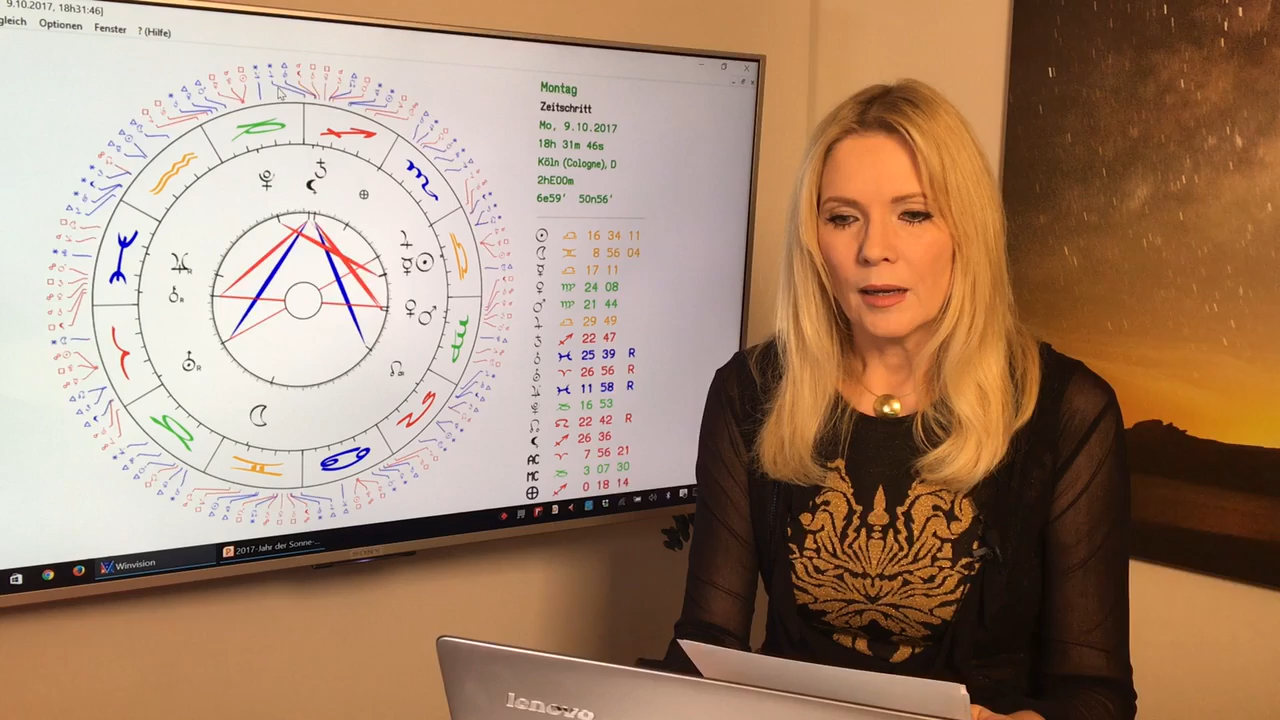 9.10.2017, 18h31:46]
gleich Optionen Fenster ? (Hilfe)
Montag
Zeitschritt
Mo, 9.10.2017
18h 31m 46s
Köln (Cologne), D
2hE00m
6e59' 50n56'
☉ ♎ 16 34 11
☾ ♊ 8 56 04
☿ ♎ 17 11
♀ ♍ 24 08
♂ ♍ 21 44
♃ ♎ 29 49
♄ ♐ 22 47
♓ 25 39 R
♈ 26 56 R
♓ 11 58 R
♑ 16 53
☊ ♌ 22 42 R
♐ 26 36
AC ♈ 7 56 21
MC ♑ 3 07 30
⊕ ♐ 0 18 14
R
R
R
R
SONY
Winvision
2017-Jahr der Sonne-...
lenovo